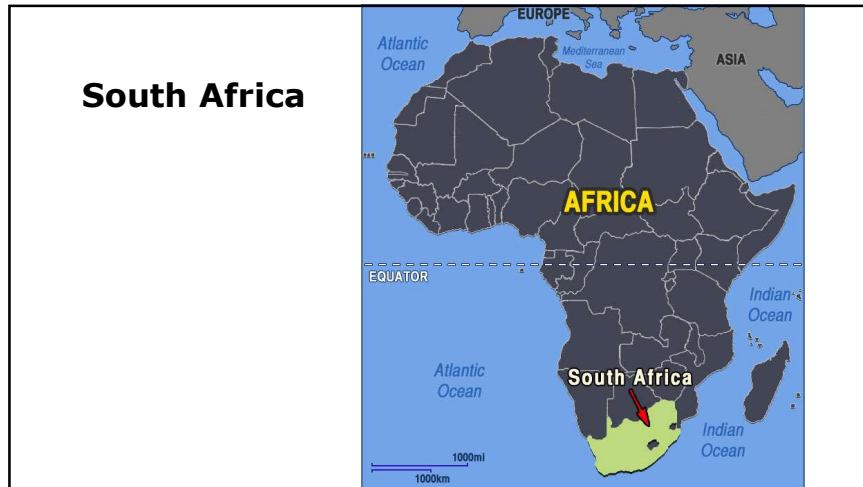 South Africa
EUROPE
Atlantic
Ocean
Mediterranean
Sea
ASIA
AFRICA
EQUATOR
Indian
Ocean
Atlantic
Ocean
South Africa
Indian
Ocean
1000mi
1000km